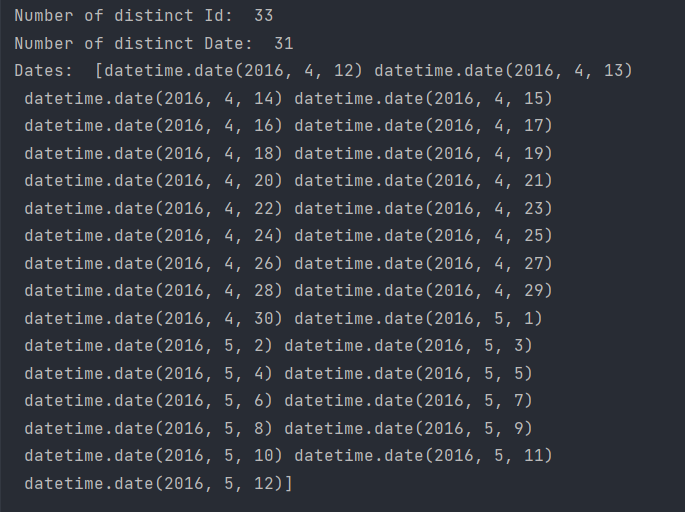 Number of distinct Id:  33
Number of distinct Date:  31
Dates:  [datetime.date(2016, 4, 12) datetime.date(2016, 4, 13)
 datetime.date(2016, 4, 14) datetime.date(2016, 4, 15)
 datetime.date(2016, 4, 16) datetime.date(2016, 4, 17)
 datetime.date(2016, 4, 18) datetime.date(2016, 4, 19)
 datetime.date(2016, 4, 20) datetime.date(2016, 4, 21)
 datetime.date(2016, 4, 22) datetime.date(2016, 4, 23)
 datetime.date(2016, 4, 24) datetime.date(2016, 4, 25)
 datetime.date(2016, 4, 26) datetime.date(2016, 4, 27)
 datetime.date(2016, 4, 28) datetime.date(2016, 4, 29)
 datetime.date(2016, 4, 30) datetime.date(2016, 5, 1)
 datetime.date(2016, 5, 2) datetime.date(2016, 5, 3)
 datetime.date(2016, 5, 4) datetime.date(2016, 5, 5)
 datetime.date(2016, 5, 6) datetime.date(2016, 5, 7)
 datetime.date(2016, 5, 8) datetime.date(2016, 5, 9)
 datetime.date(2016, 5, 10) datetime.date(2016, 5, 11)
 datetime.date(2016, 5, 12)]